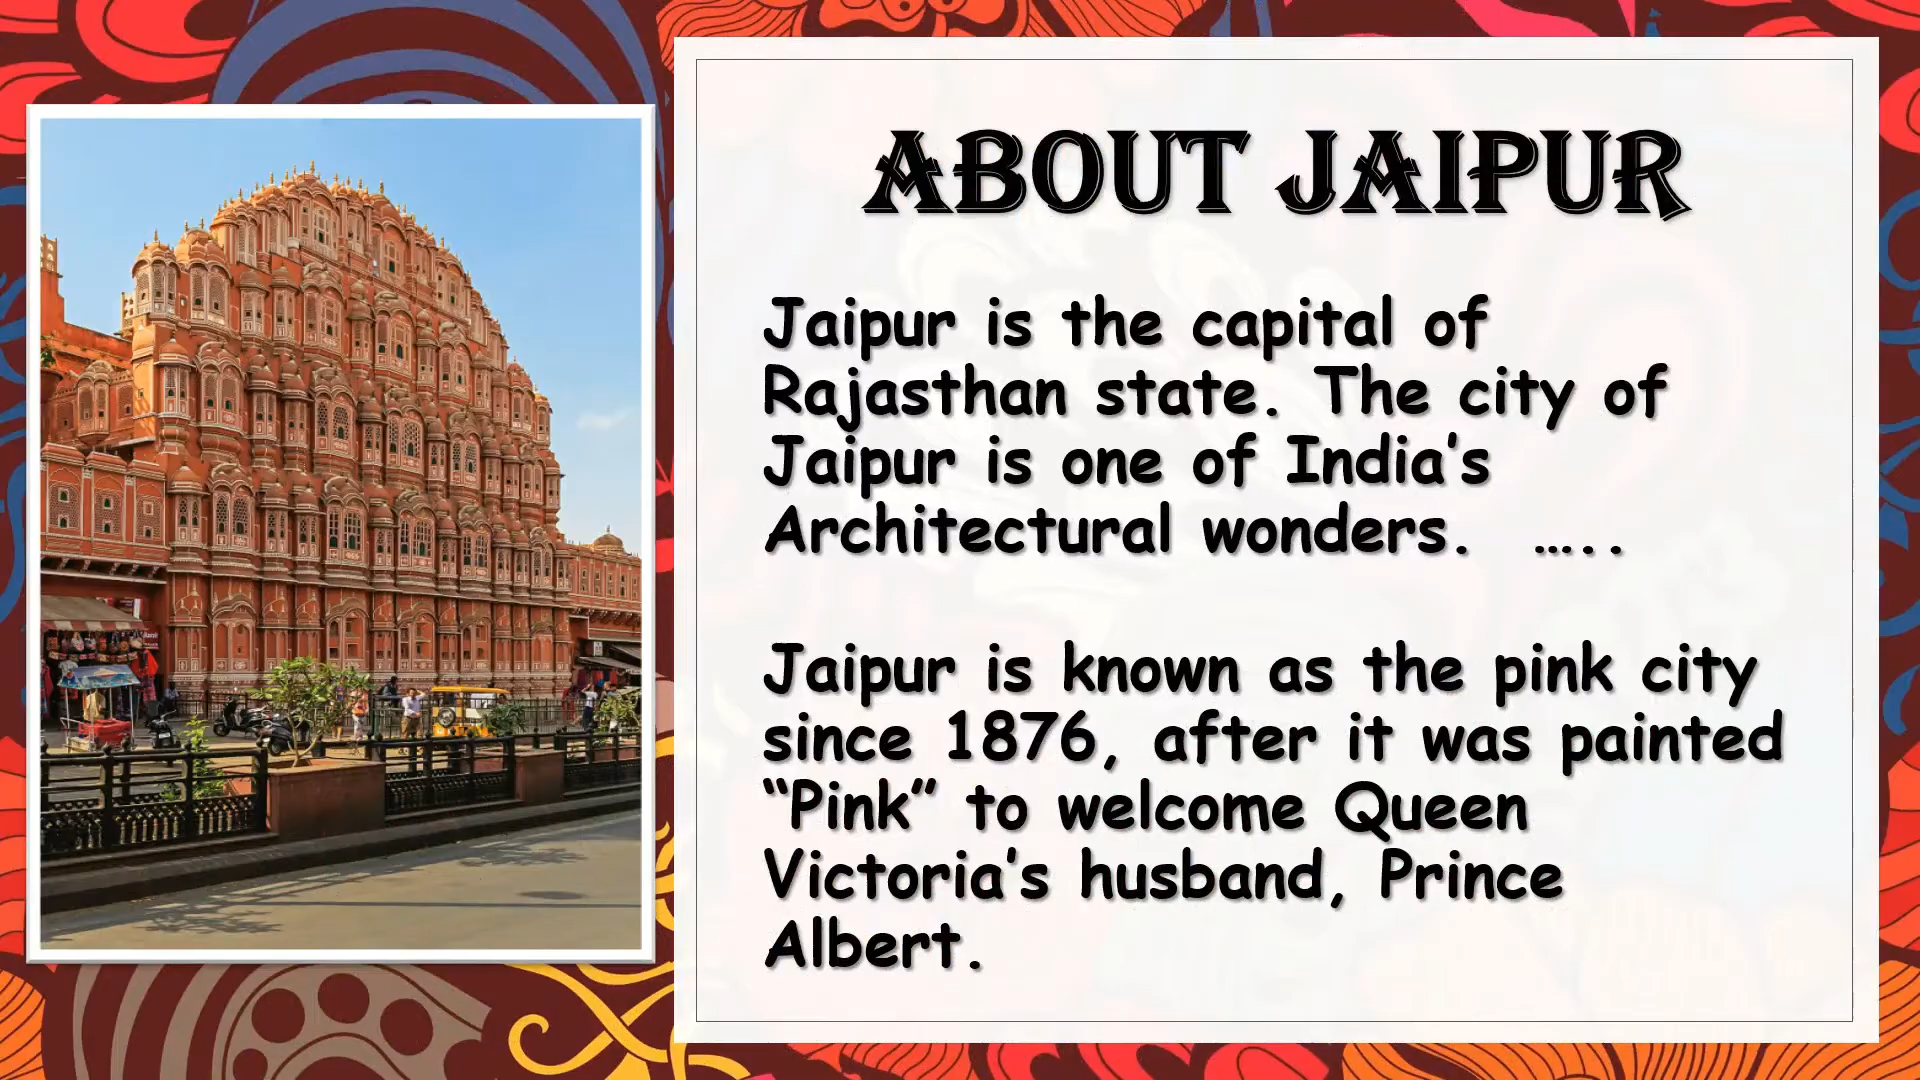 ABOUT JAIPUR
Jaipur is the capital of
Rajasthan state. The city of
Jaipur is one of India’s
Architectural wonders.  …..
Jaipur is known as the pink city
since 1876, after it was painted
“Pink” to welcome Queen
Victoria’s husband, Prince
Albert.